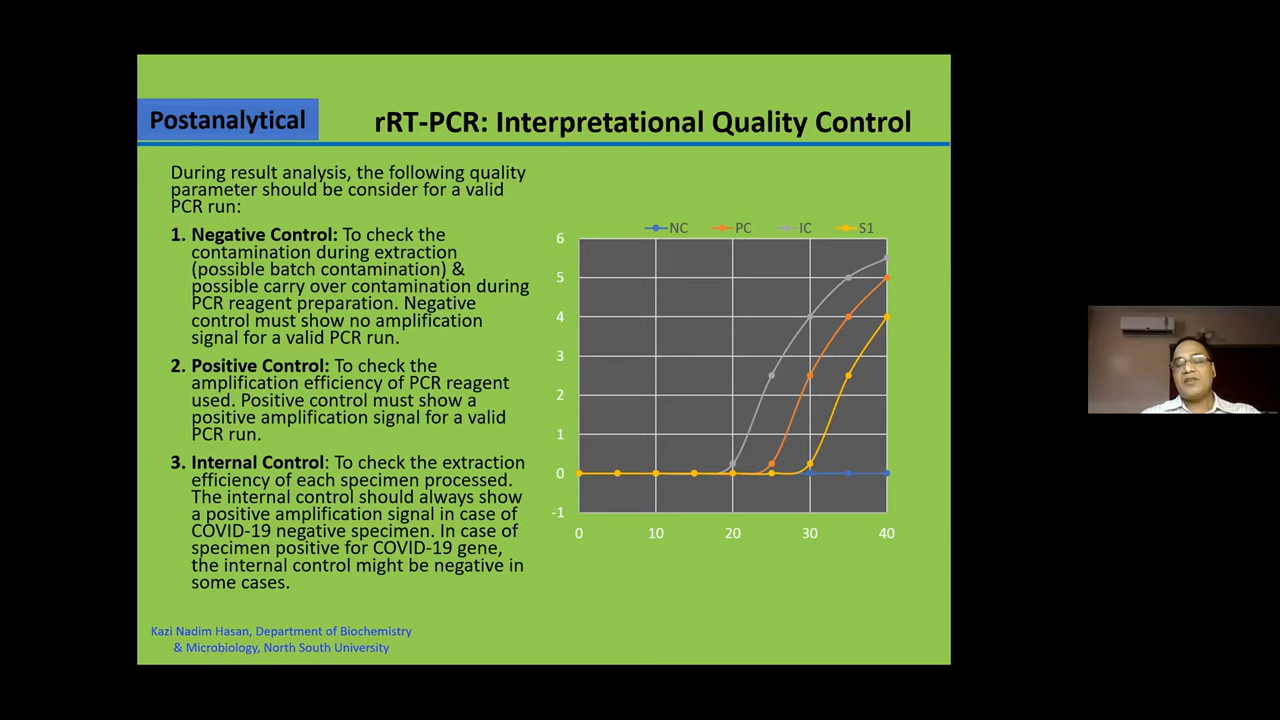 Postanalytical
rRT-PCR: Interpretational Quality Control
During result analysis, the following quality
parameter should be consider for a valid
PCR run:
1. Negative Control: To check the
contamination during extraction
(possible batch contamination) &
possible carry over contamination during
PCR reagent preparation. Negative
control must show no amplification
signal for a valid PCR run.
2. Positive Control: To check the
amplification efficiency of PCR reagent
used. Positive control must show a
positive amplification signal for a valid
PCR run.
3. Internal Control: To check the extraction
efficiency of each specimen processed.
The internal control should always show
a positive amplification signal in case of
COVID-19 negative specimen. In case of
specimen positive for COVID-19 gene,
the internal control might be negative in
some cases.
NC PC IC S1
6
5
4
3
2
1
0
-1
0 10 20 30 40
Kazi Nadim Hasan, Department of Biochemistry
& Microbiology, North South University